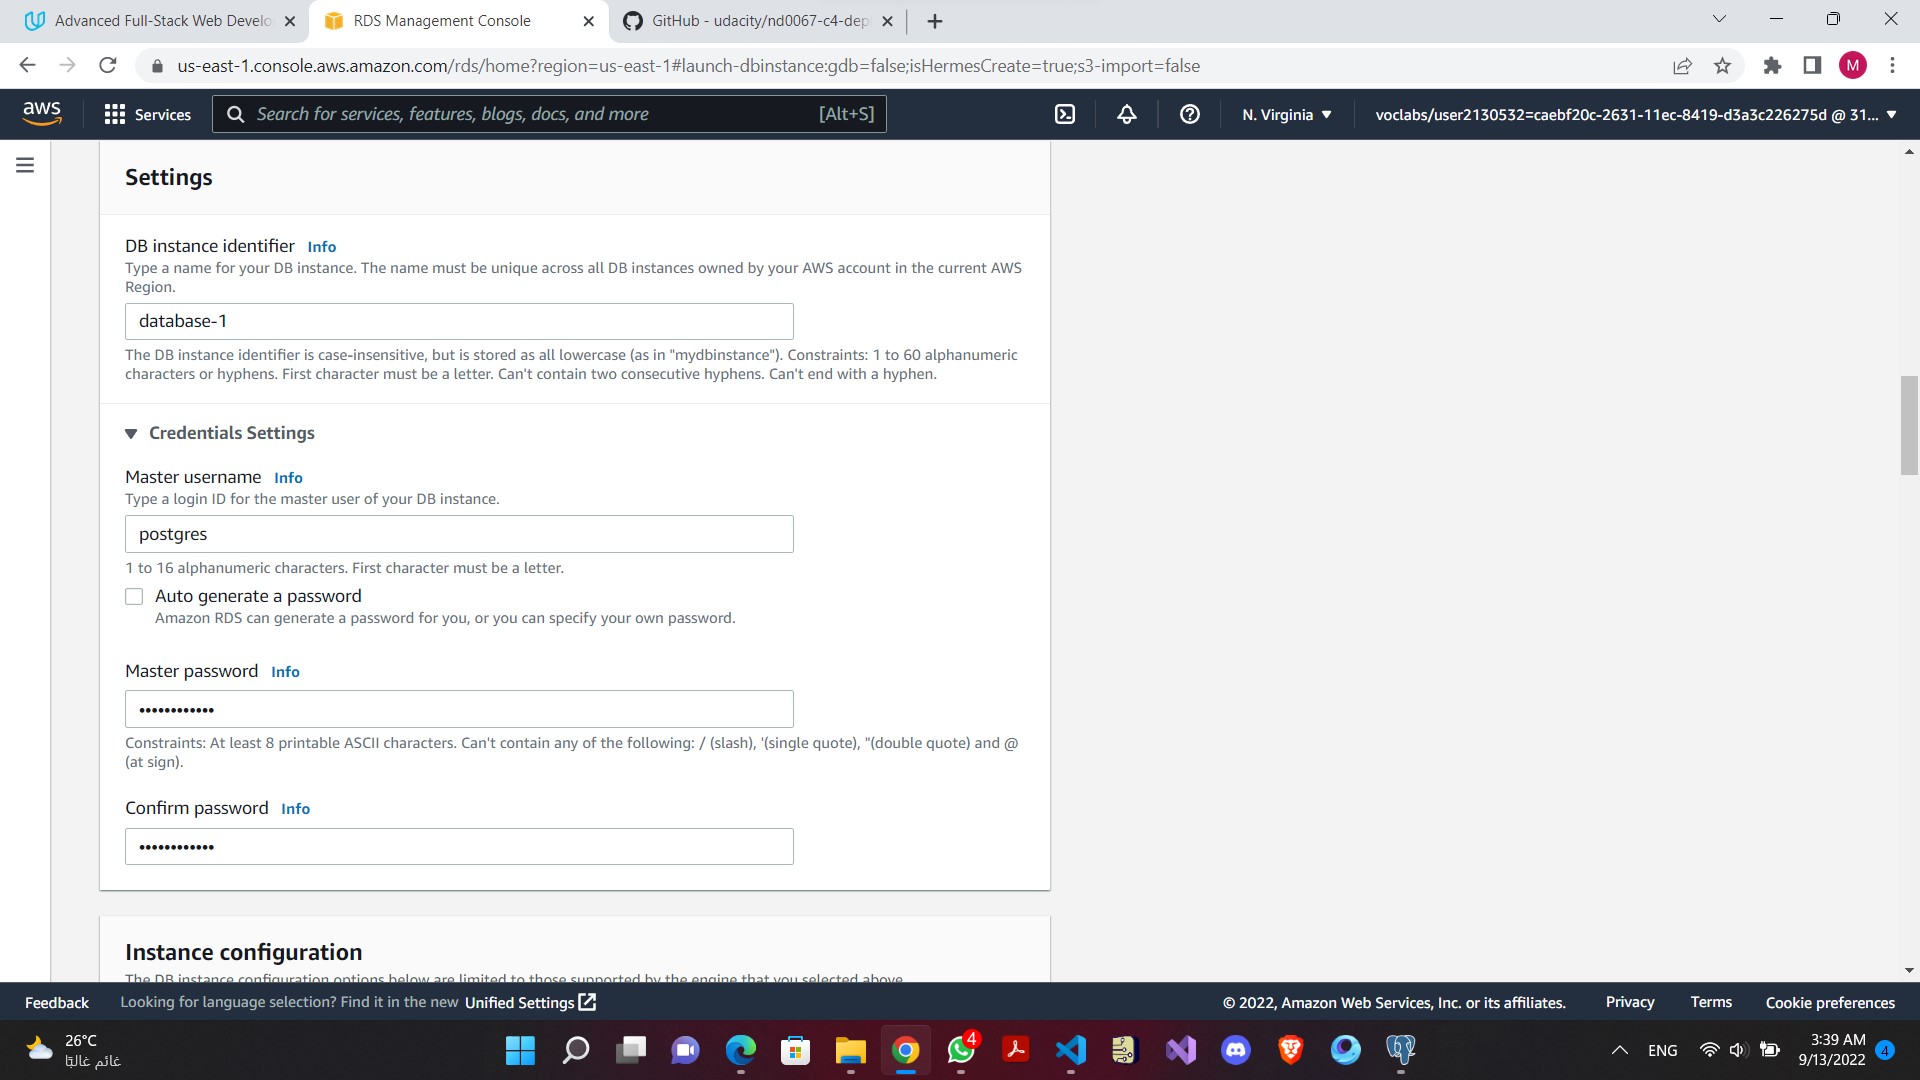 Advanced Full-Stack Web Develo
RDS Management Console
GitHub - udacity/nd0067-c4-dep
us-east-1.console.aws.amazon.com/rds/home?region=us-east-1#launch-dbinstance:gdb=false;isHermesCreate=true;s3-import=false
M
aws
Services
Search for services, features, blogs, docs, and more
[Alt+S]
N. Virginia
voclabs/user2130532=caebf20c-2631-11ec-8419-d3a3c226275d @ 31...
Settings
DB instance identifier Info
Type a name for your DB instance. The name must be unique across all DB instances owned by your AWS account in the current AWS
Region.
database-1
The DB instance identifier is case-insensitive, but is stored as all lowercase (as in "mydbinstance"). Constraints: 1 to 60 alphanumeric
characters or hyphens. First character must be a letter. Can't contain two consecutive hyphens. Can't end with a hyphen.
Credentials Settings
Master username Info
Type a login ID for the master user of your DB instance.
postgres
1 to 16 alphanumeric characters. First character must be a letter.
Auto generate a password
Amazon RDS can generate a password for you, or you can specify your own password.
Master password Info
••••••••••••
Constraints: At least 8 printable ASCII characters. Can't contain any of the following: / (slash), '(single quote), "(double quote) and @
(at sign).
Confirm password Info
••••••••••••
Instance configuration
The DB instance configuration options below are limited to those supported by the engine that you selected above.
Feedback
Looking for language selection? Find it in the new Unified Settings
© 2022, Amazon Web Services, Inc. or its affiliates.
Privacy
Terms
Cookie preferences
26°C
غائم غالبًا
4
ENG
3:39 AM
9/13/2022
4